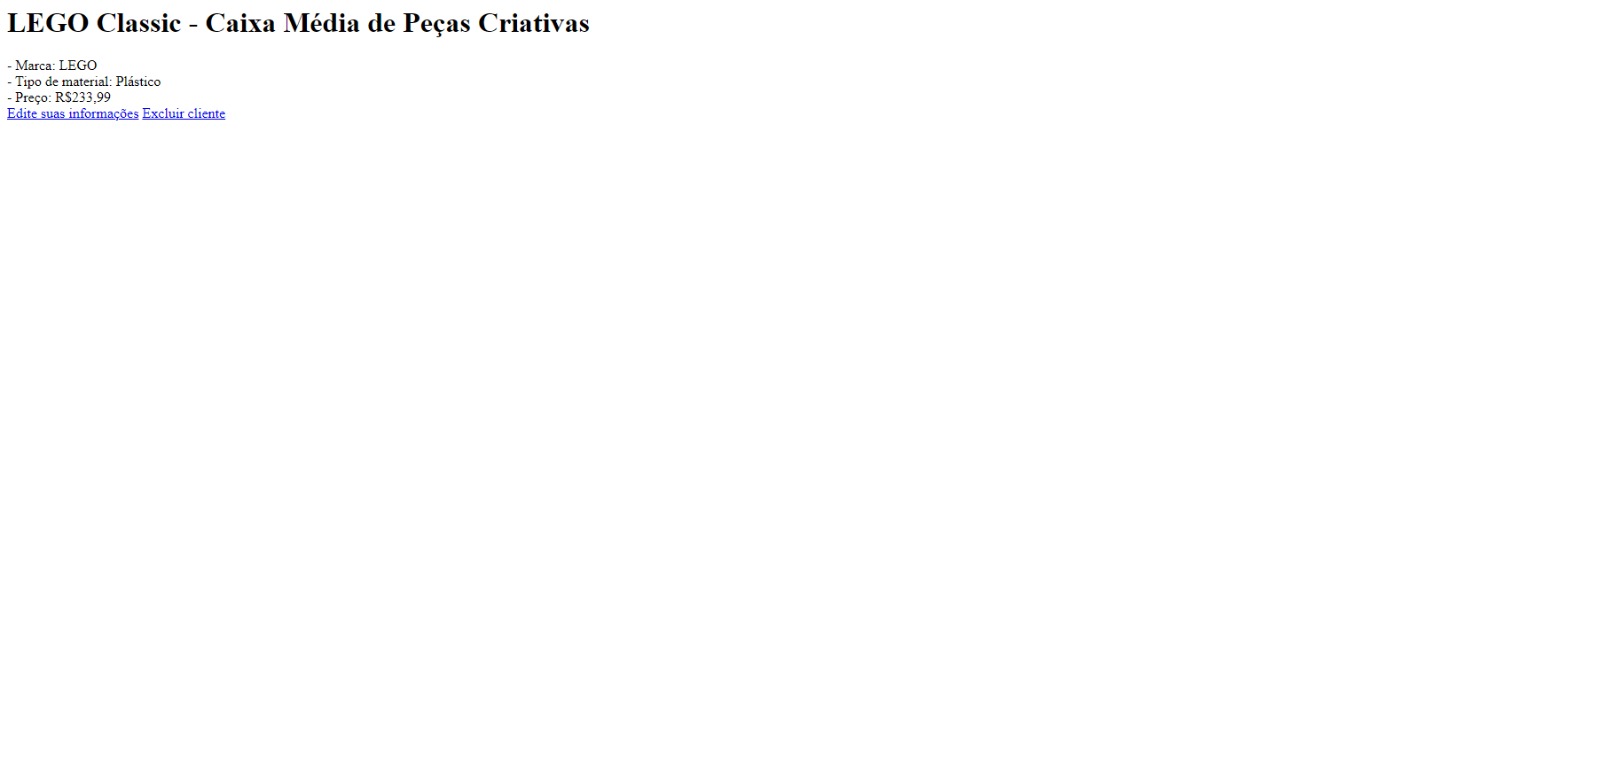 LEGO Classic - Caixa Média de Peças Criativas
- Marca: LEGO
- Tipo de material: Plástico
- Preço: R$233,99
Edite suas informações Excluir cliente